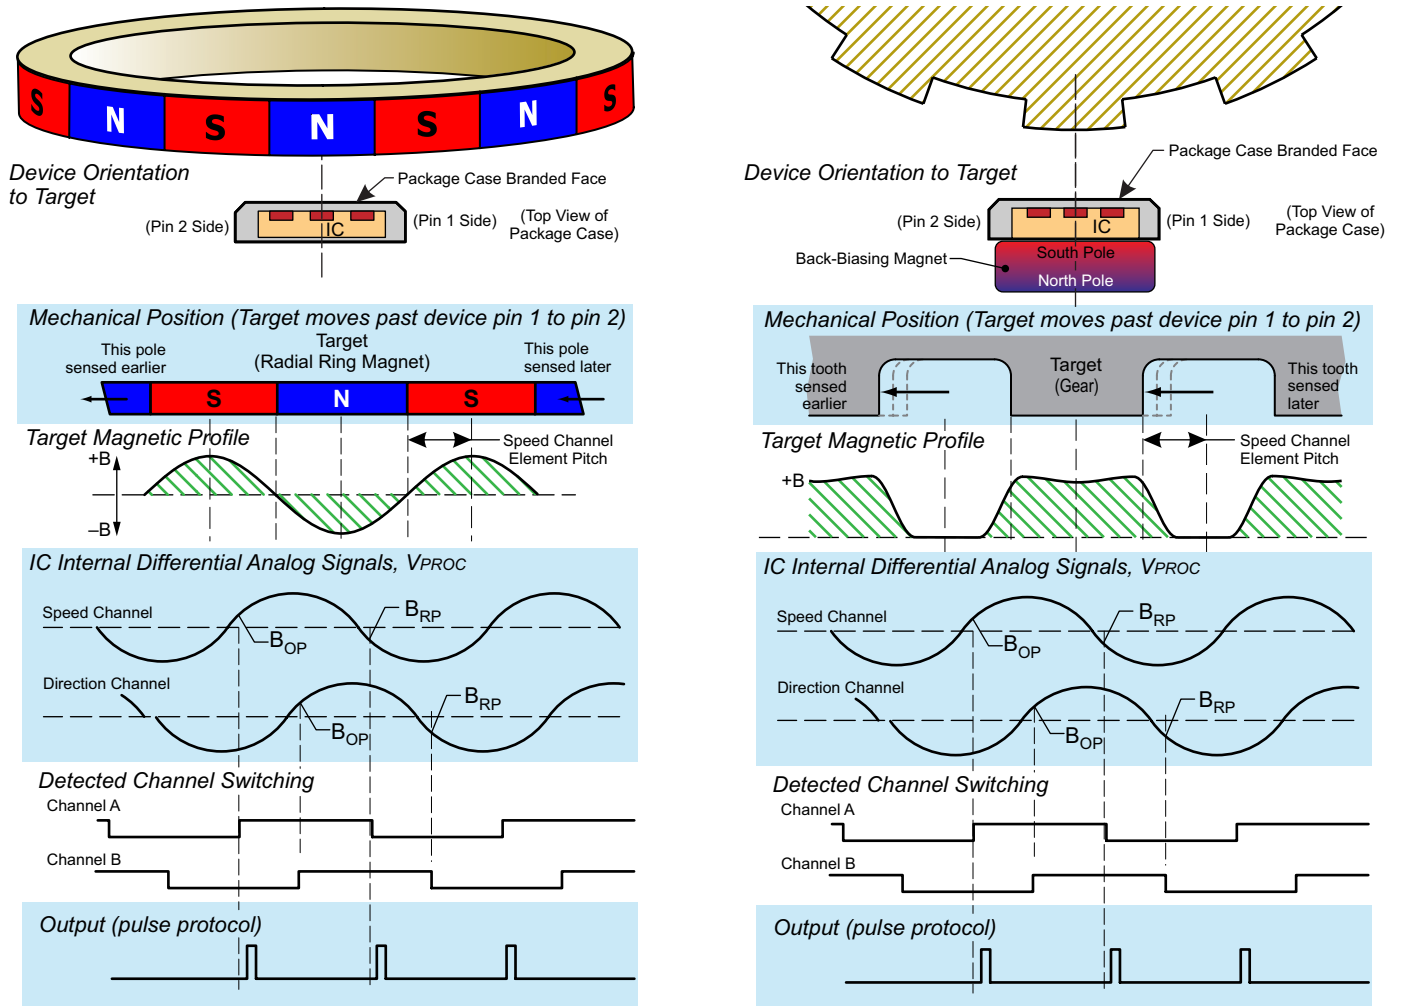 S
N
S
N
S
N
S
Device Orientation
to Target
Package Case Branded Face
(Pin 2 Side)
IC
(Pin 1 Side)
(Top View of
Package Case)
Mechanical Position (Target moves past device pin 1 to pin 2)
This pole
sensed earlier
Target
(Radial Ring Magnet)
This pole
sensed later
S
N
S
Target Magnetic Profile
+B
–B
Speed Channel
Element Pitch
IC Internal Differential Analog Signals, VPROC
Speed Channel
BOP
BRP
Direction Channel
BOP
BRP
Detected Channel Switching
Channel A
Channel B
Output (pulse protocol)
Device Orientation to Target
Package Case Branded Face
(Pin 2 Side)
IC
(Pin 1 Side)
(Top View of
Package Case)
Back-Biasing Magnet
South Pole
North Pole
Mechanical Position (Target moves past device pin 1 to pin 2)
This tooth
sensed
earlier
Target
(Gear)
This tooth
sensed
later
Target Magnetic Profile
+B
Speed Channel
Element Pitch
IC Internal Differential Analog Signals, VPROC
Speed Channel
BOP
BRP
Direction Channel
BOP
BRP
Detected Channel Switching
Channel A
Channel B
Output (pulse protocol)